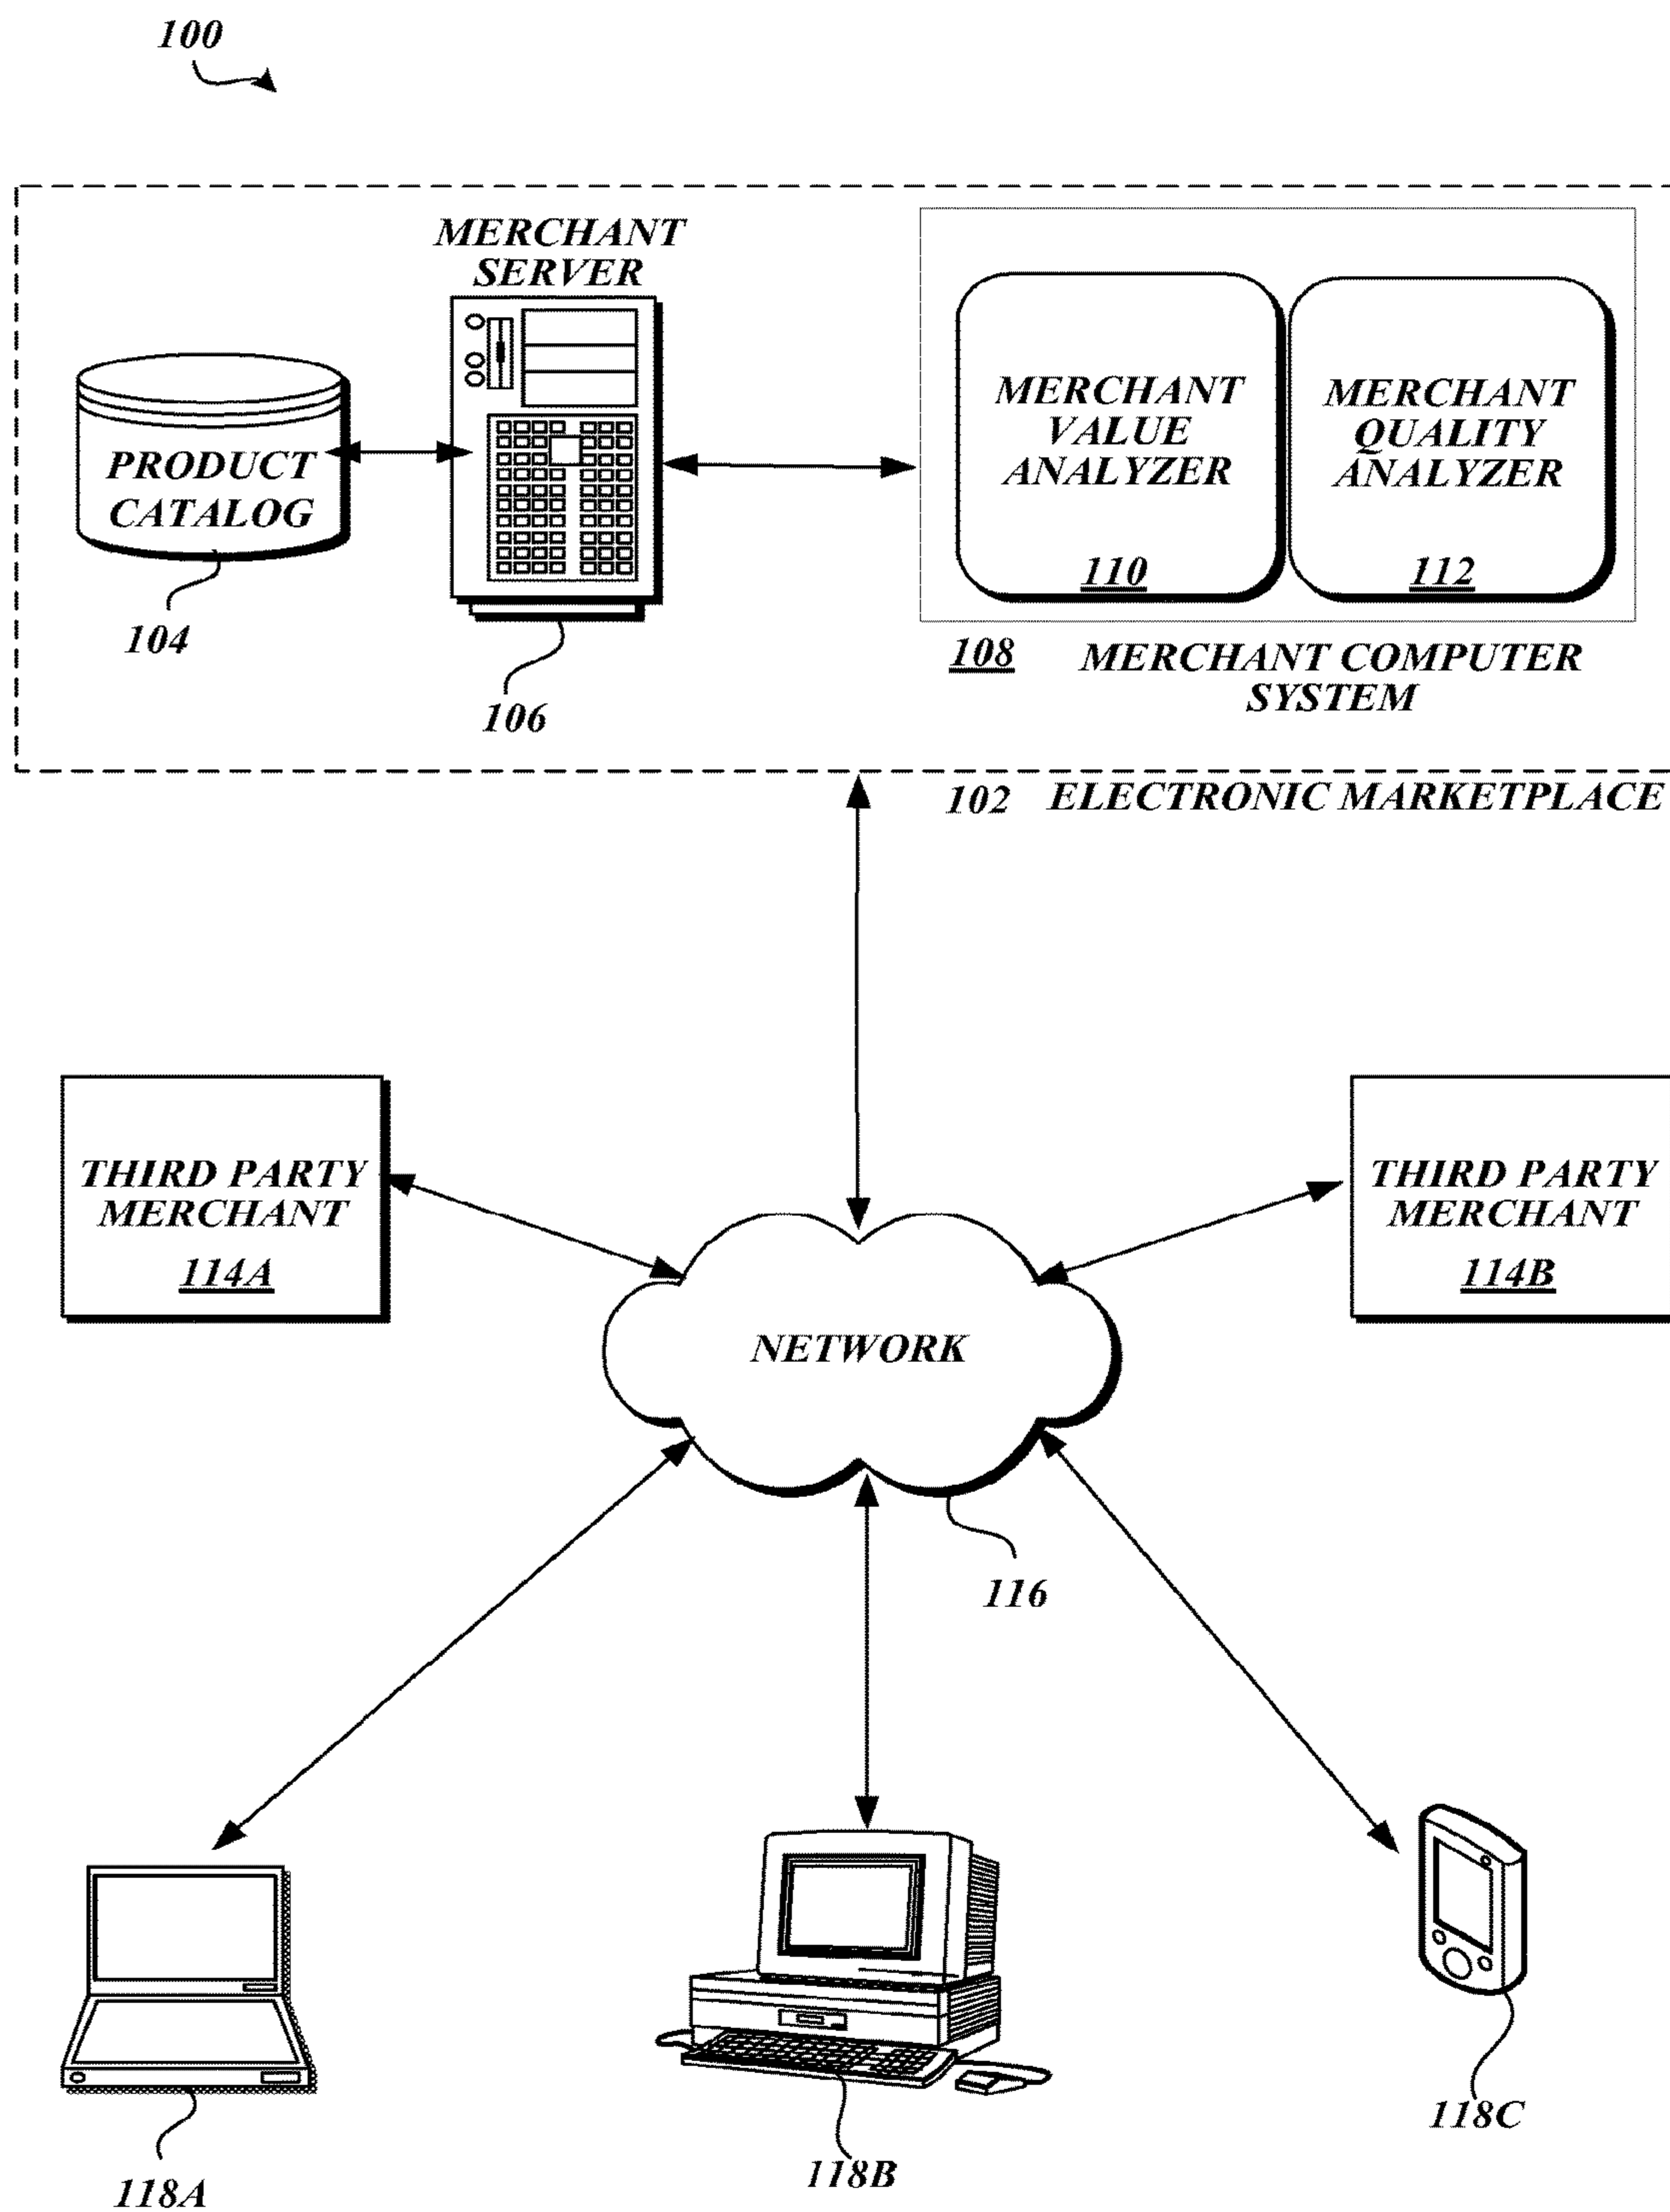 100
MERCHANT
SERVER
PRODUCT
CATALOG
104
106
MERCHANT
VALUE
ANALYZER
110
MERCHANT
QUALITY
ANALYZER
112
108 MERCHANT COMPUTER
SYSTEM
102 ELECTRONIC MARKETPLACE
THIRD PARTY
MERCHANT
114A
THIRD PARTY
MERCHANT
114B
NETWORK
116
118A
118B
118C